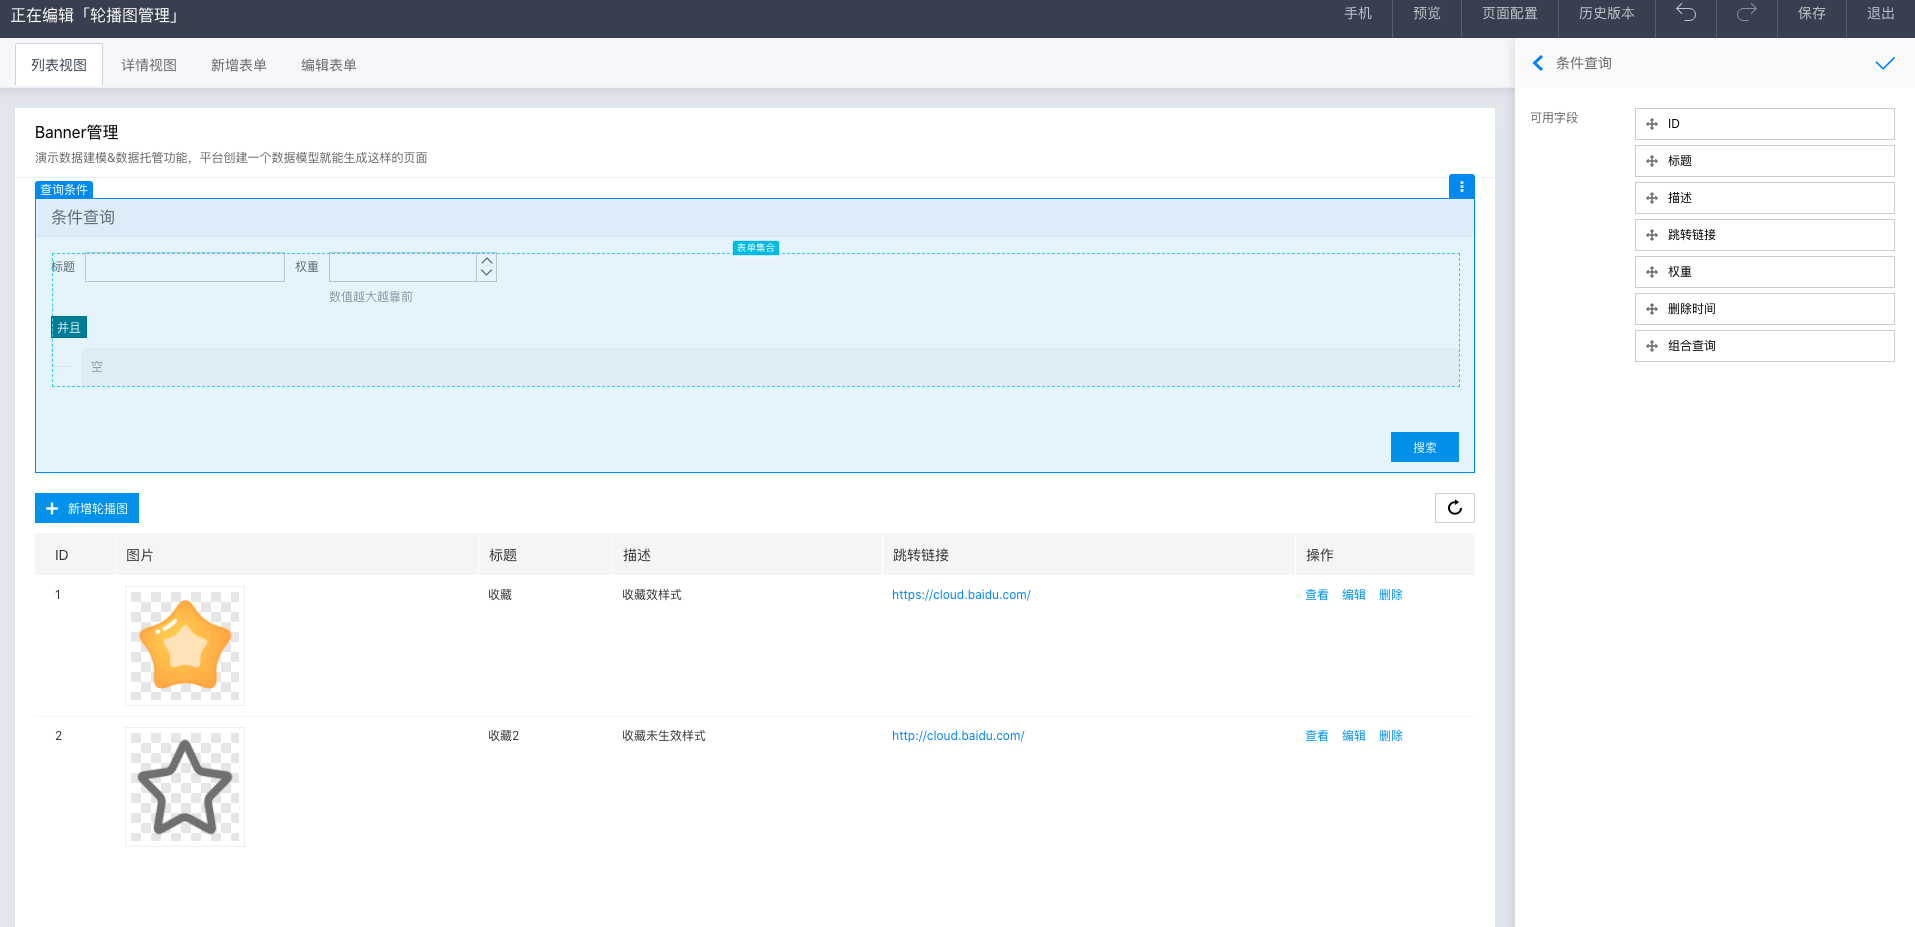 正在编辑「轮播图管理」
手机 预览 页面配置 历史版本 保存 退出
列表视图 详情视图 新增表单 编辑表单
Banner管理
演示数据建模&数据托管功能，平台创建一个数据模型就能生成这样的页面
查询条件
条件查询
表单集合
标题 权重
数值越大越靠前
并且
空
搜索
新增轮播图
ID 图片 标题 描述 跳转链接 操作
1 收藏 收藏效样式 https://cloud.baidu.com/ 查看 编辑 删除
2 收藏2 收藏未生效样式 http://cloud.baidu.com/ 查看 编辑 删除
条件查询
可用字段
ID
标题
描述
跳转链接
权重
删除时间
组合查询